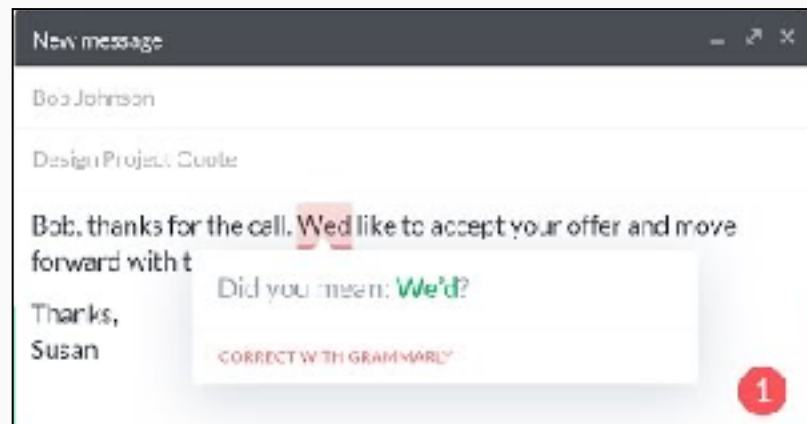 New message
Bob Johnson
Design Project Quote
Bob, thanks for the call. Wed like to accept your offer and move
forward with t
Did you mean: We'd?
Thanks,
Susan
CORRECT WITH GRAMMARLY
1